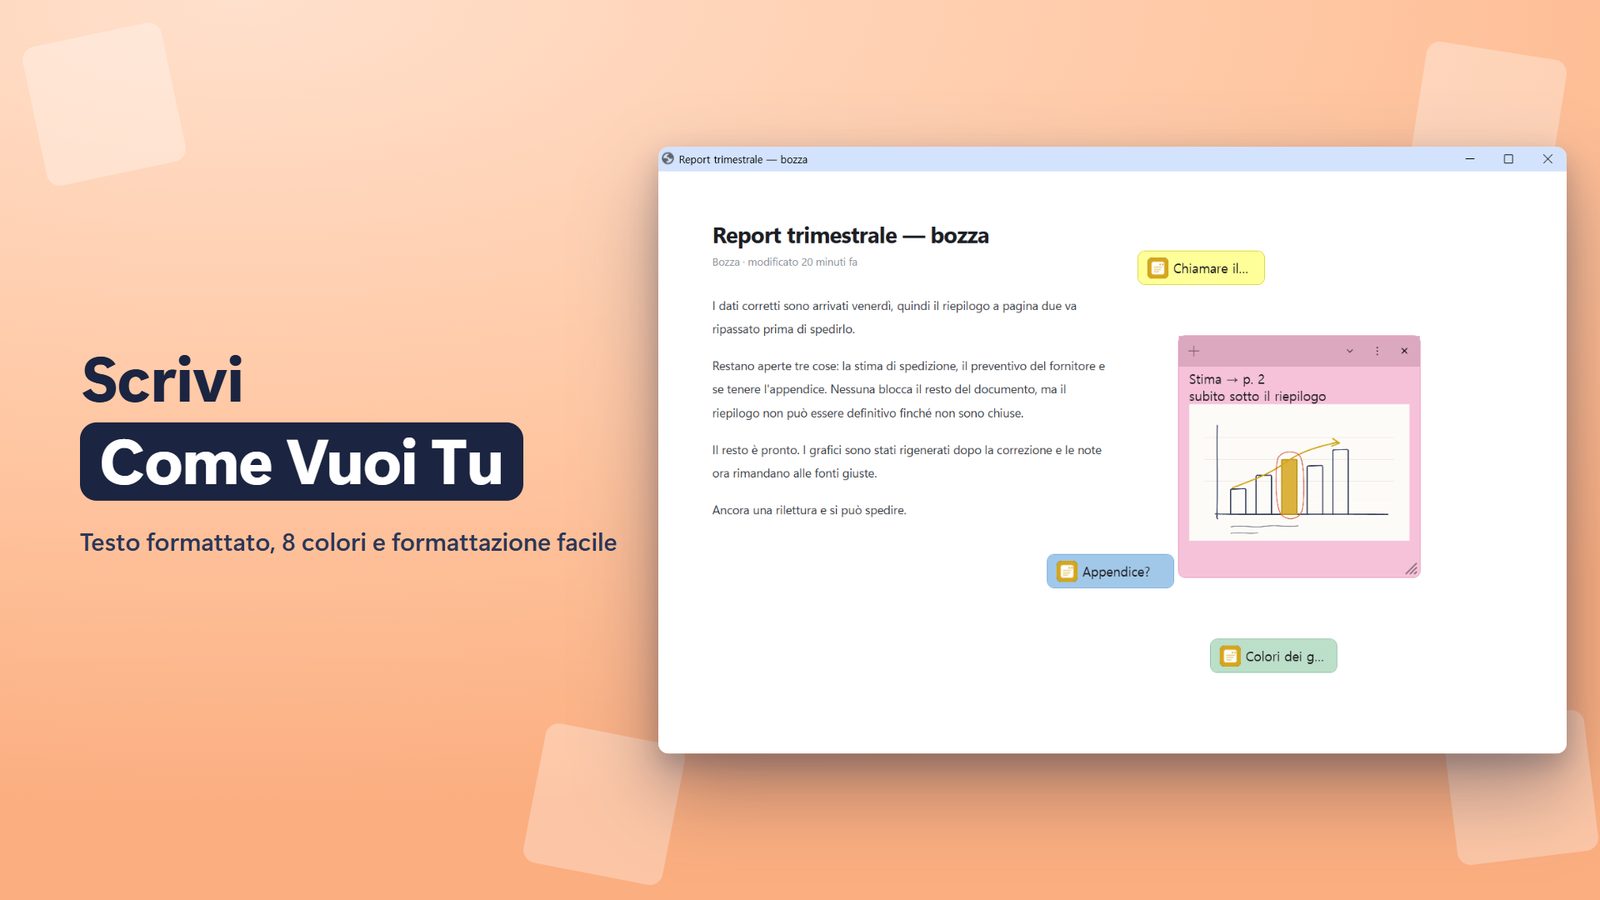 Scrivi
Come Vuoi Tu
Testo formattato, 8 colori e formattazione facile
Report trimestrale — bozza
Report trimestrale — bozza
Bozza · modificato 20 minuti fa
I dati corretti sono arrivati venerdì, quindi il riepilogo a pagina due va
ripassato prima di spedirlo.
Restano aperte tre cose: la stima di spedizione, il preventivo del fornitore e
se tenere l'appendice. Nessuna blocca il resto del documento, ma il
riepilogo non può essere definitivo finché non sono chiuse.
Il resto è pronto. I grafici sono stati rigenerati dopo la correzione e le note
ora rimandano alle fonti giuste.
Ancora una rilettura e si può spedire.
Chiamare il...
Stima → p. 2
subito sotto il riepilogo
Appendice?
Colori dei g...